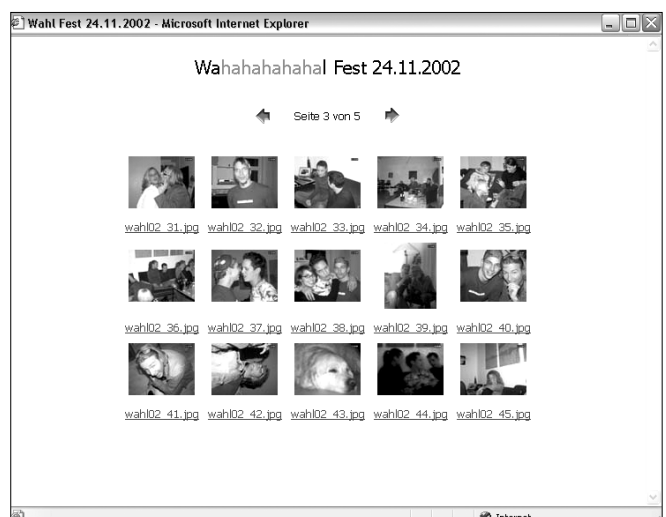 Wahl Fest 24.11.2002 - Microsoft Internet Explorer
Wahahahahahal Fest 24.11.2002
Seite 3 von 5
wahl02_31.jpg wahl02_32.jpg wahl02_33.jpg wahl02_34.jpg wahl02_35.jpg
wahl02_36.jpg wahl02_37.jpg wahl02_38.jpg wahl02_39.jpg wahl02_40.jpg
wahl02_41.jpg wahl02_42.jpg wahl02_43.jpg wahl02_44.jpg wahl02_45.jpg
Internet